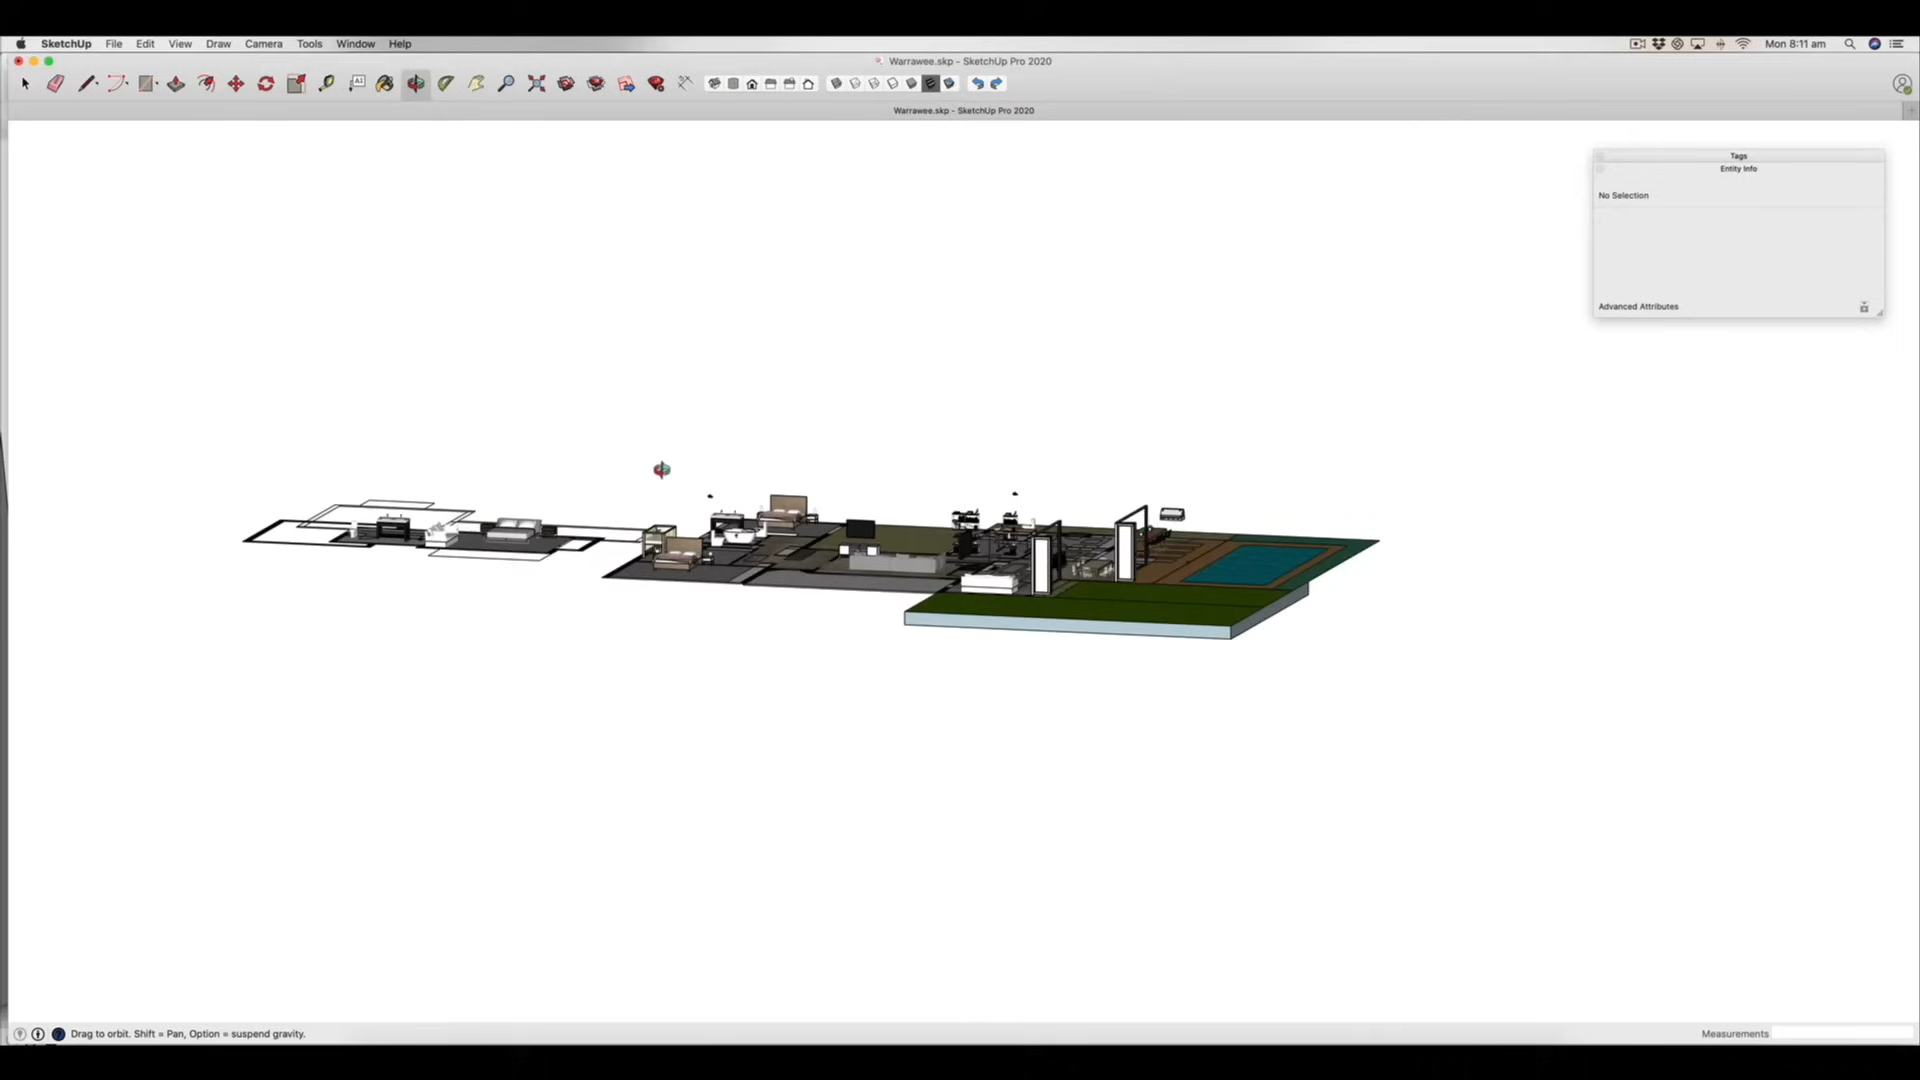 SketchUp File Edit View Draw Camera Tools Window Help
Mon 8:11 am
Warrawee.skp - SketchUp Pro 2020
A1
Warrawee.skp - SketchUp Pro 2020
Tags
Entity Info
No Selection
Advanced Attributes
Drag to orbit. Shift = Pan, Option = suspend gravity.
Measurements